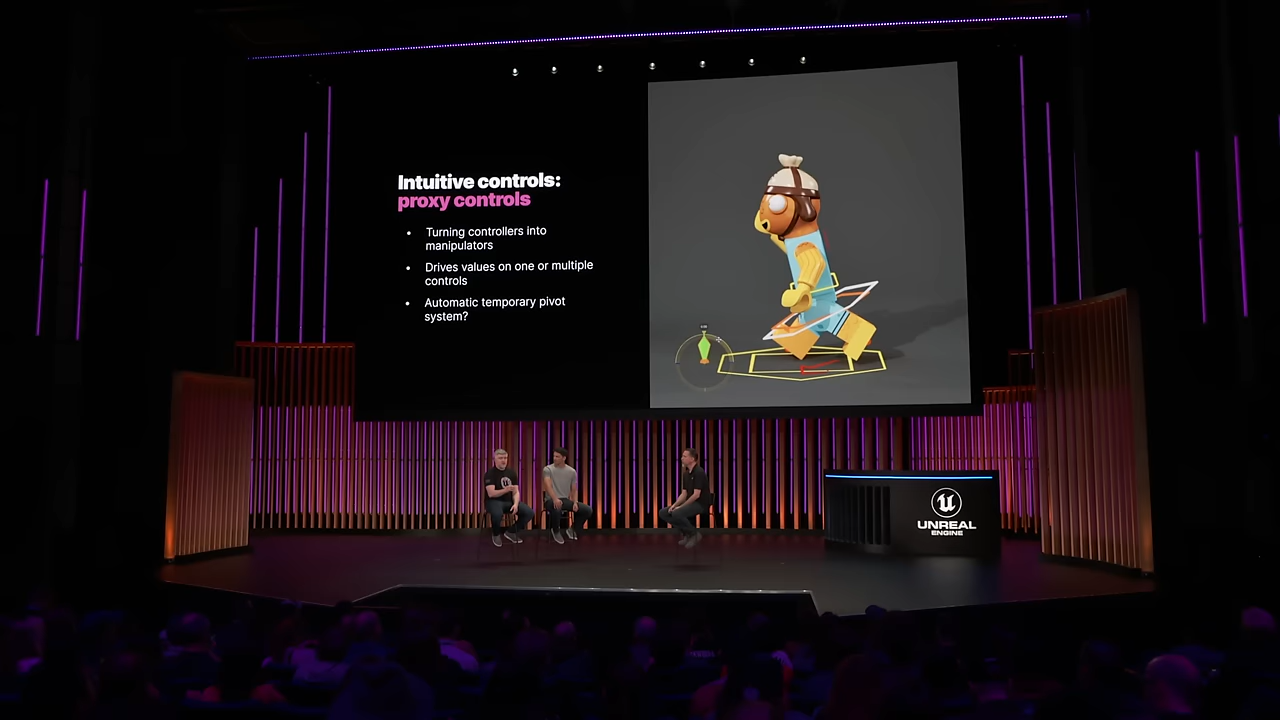 Intuitive controls:
proxy controls
• Turning controllers into
manipulators
• Drives values on one or multiple
controls
• Automatic temporary pivot
system?
UNREAL
ENGINE